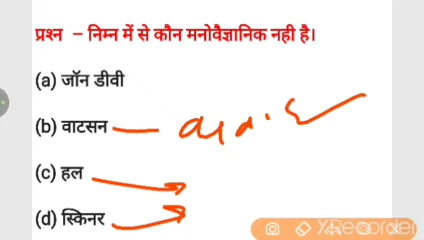 प्रश्न – निम्न में से कौन मनोवैज्ञानिक नही है।
(a) जॉन डीवी
(b) वाटसन
(c) हल
(d) स्किनर
XRecorder